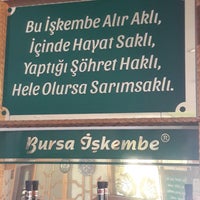 Bu İşkembe Alır Aklı,
İçinde Hayat Saklı,
Yaptığı Şöhret Haklı,
Hele Olursa Sarımsaklı.
Bursa İşkembe®